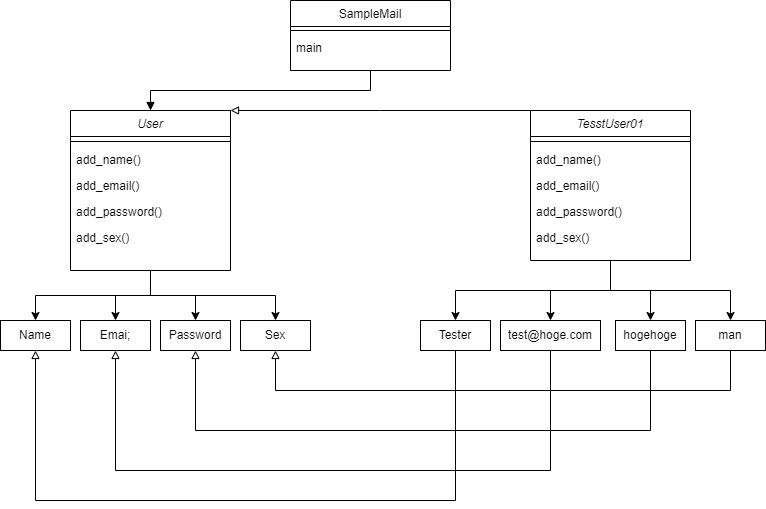 SampleMail
main
User
add_name()
add_email()
add_password()
add_sex()
TesstUser01
add_name()
add_email()
add_password()
add_sex()
Name
Emai;
Password
Sex
Tester
test@hoge.com
hogehoge
man